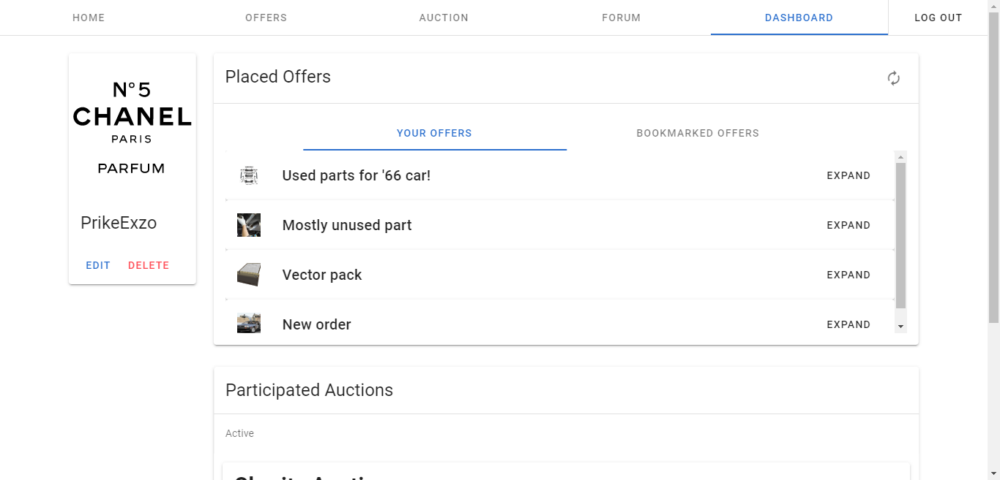 HOME OFFERS AUCTION FORUM DASHBOARD LOG OUT
N°5
CHANEL
PARIS
PARFUM
PrikeExzo
EDIT DELETE
Placed Offers
YOUR OFFERS BOOKMARKED OFFERS
Used parts for '66 car! EXPAND
Mostly unused part EXPAND
Vector pack EXPAND
New order EXPAND
Participated Auctions
Active